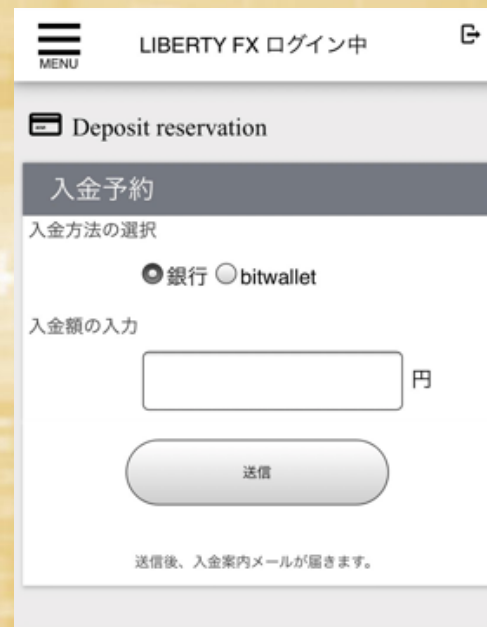 MENU
LIBERTY FX ログイン中
Deposit reservation
入金予約
入金方法の選択
銀行 bitwallet
入金額の入力
円
送信
送信後、入金案内メールが届きます。